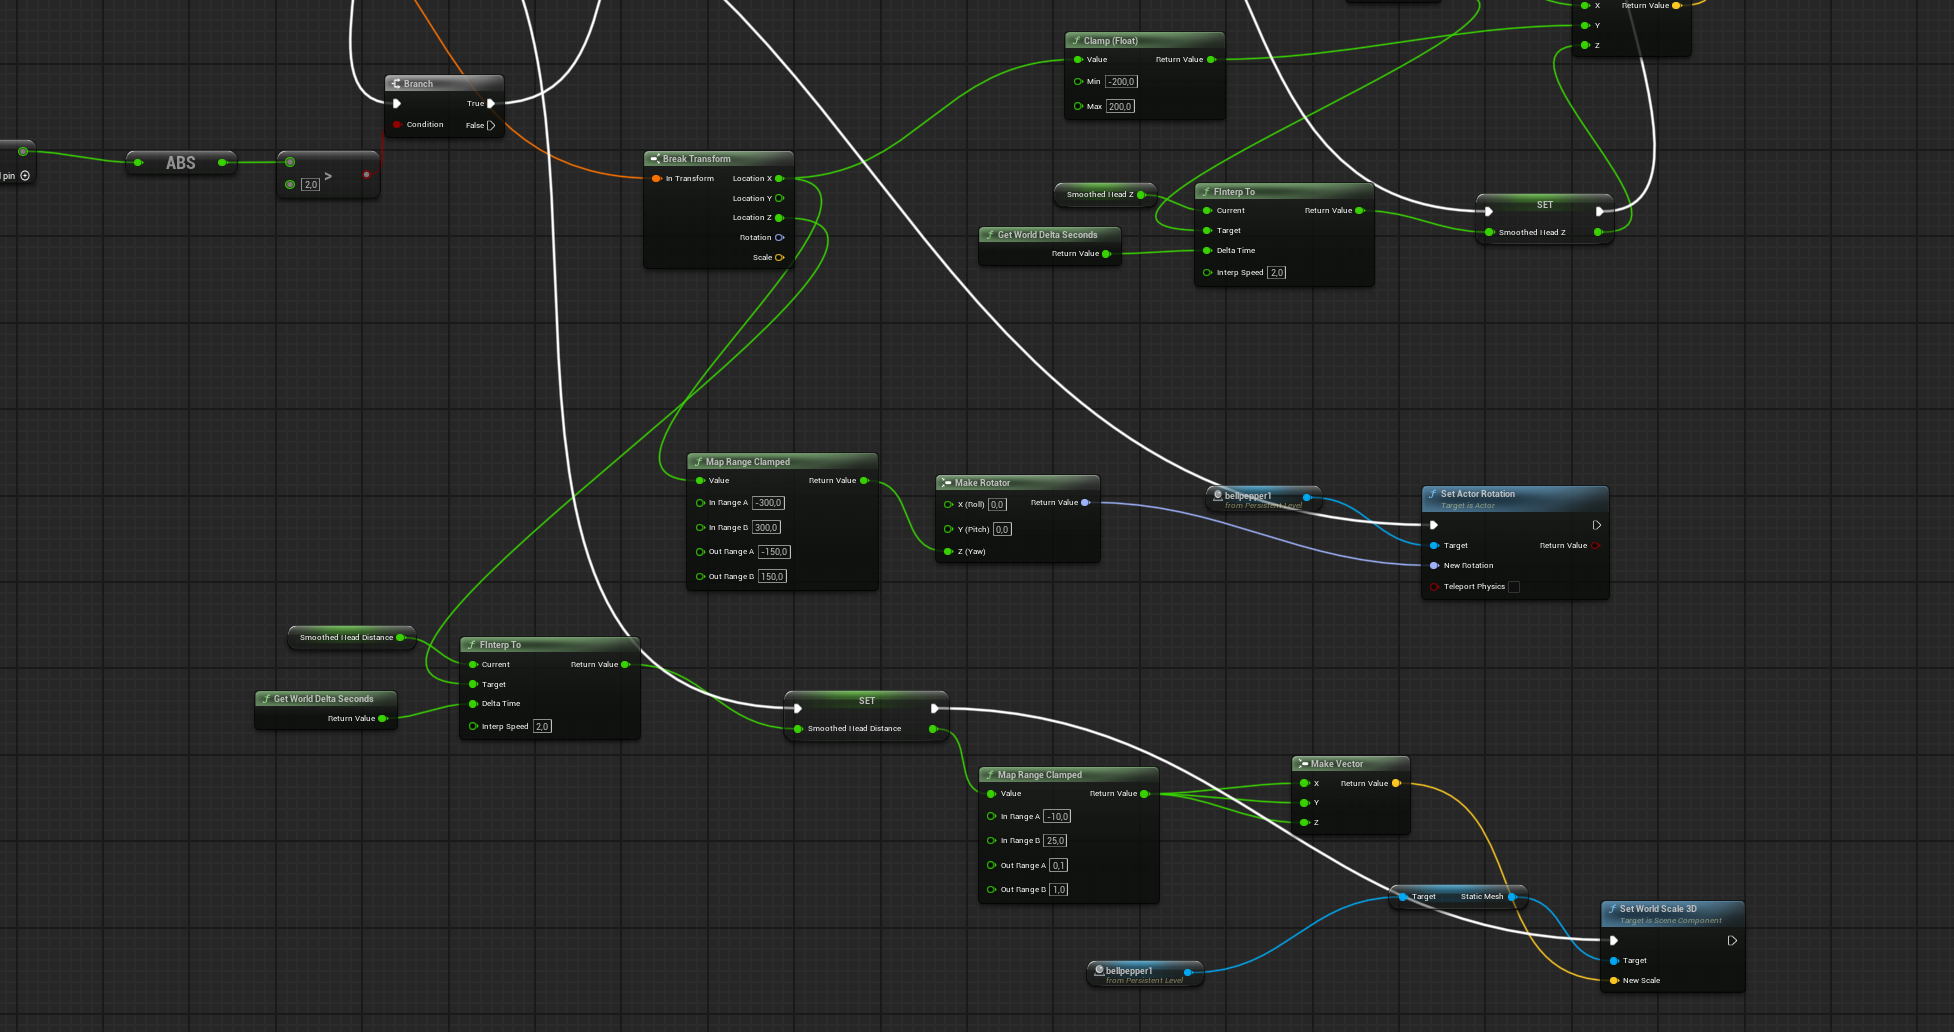 X Return Value
Y
Z
Clamp (Float)
Value Return Value
Min -200,0
Max 200,0
Branch
True
Condition False
pin
ABS
2,0 >
Break Transform
In Transform Location X
Location Y
Location Z
Rotation
Scale
Smoothed Head Z
Get World Delta Seconds
Return Value
FInterp To
Current Return Value
Target
Delta Time
Interp Speed 2,0
SET
Smoothed Head Z
Map Range Clamped
Value Return Value
In Range A -300,0
In Range B 300,0
Out Range A -150,0
Out Range B 150,0
Make Rotator
X (Roll) 0,0 Return Value
Y (Pitch) 0,0
Z (Yaw)
bellpepper1
from Persistent Level
Set Actor Rotation
Target is Actor
Target Return Value
New Rotation
Teleport Physics
Smoothed Head Distance
Get World Delta Seconds
Return Value
FInterp To
Current Return Value
Target
Delta Time
Interp Speed 2,0
SET
Smoothed Head Distance
Map Range Clamped
Value Return Value
In Range A -10,0
In Range B 25,0
Out Range A 0,1
Out Range B 1,0
Make Vector
X Return Value
Y
Z
Target Static Mesh
bellpepper1
from Persistent Level
Set World Scale 3D
Target is Scene Component
Target
New Scale